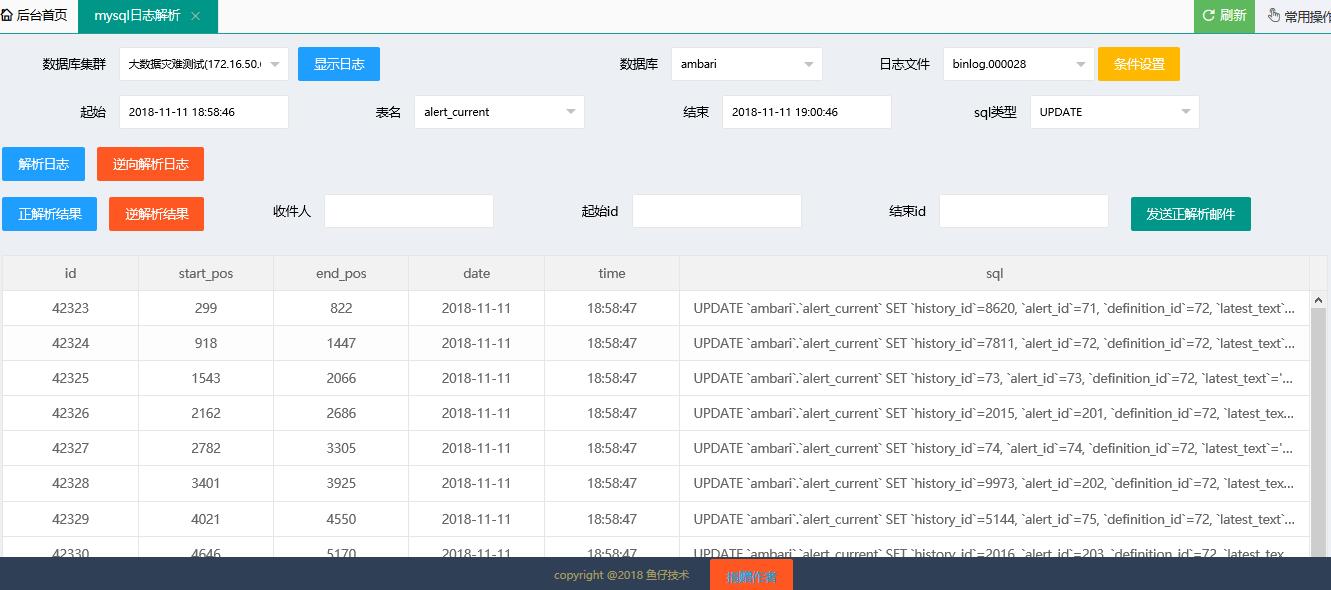 后台首页 mysql日志解析 × 刷新 常用操作
数据库集群 大数据灾难测试(172.16.50. 显示日志 数据库 ambari 日志文件 binlog.000028 条件设置
起始 2018-11-11 18:58:46 表名 alert_current 结束 2018-11-11 19:00:46 sql类型 UPDATE
解析日志 逆向解析日志
正解析结果 逆解析结果 收件人 起始id 结束id 发送正解析邮件
id start_pos end_pos date time sql
42323 299 822 2018-11-11 18:58:47 UPDATE `ambari`.`alert_current` SET `history_id`=8620, `alert_id`=71, `definition_id`=72, `latest_text`...
42324 918 1447 2018-11-11 18:58:47 UPDATE `ambari`.`alert_current` SET `history_id`=7811, `alert_id`=72, `definition_id`=72, `latest_text`...
42325 1543 2066 2018-11-11 18:58:47 UPDATE `ambari`.`alert_current` SET `history_id`=73, `alert_id`=73, `definition_id`=72, `latest_text`='...
42326 2162 2686 2018-11-11 18:58:47 UPDATE `ambari`.`alert_current` SET `history_id`=2015, `alert_id`=201, `definition_id`=72, `latest_tex...
42327 2782 3305 2018-11-11 18:58:47 UPDATE `ambari`.`alert_current` SET `history_id`=74, `alert_id`=74, `definition_id`=72, `latest_text`='...
42328 3401 3925 2018-11-11 18:58:47 UPDATE `ambari`.`alert_current` SET `history_id`=9973, `alert_id`=202, `definition_id`=72, `latest_tex...
42329 4021 4550 2018-11-11 18:58:47 UPDATE `ambari`.`alert_current` SET `history_id`=5144, `alert_id`=75, `definition_id`=72, `latest_text`...
42330 4646 5170 2018-11-11 18:58:47 UPDATE `ambari`.`alert_current` SET `history_id`=2016, `alert_id`=203, `definition_id`=72, `latest_tex...
copyright @2018 鱼仔技术 捐赠作者